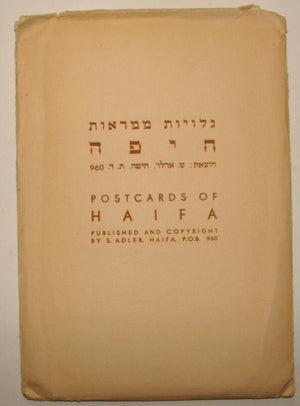 גלויות ממראות
חיפה
הוצאת: ש. אדלר, חיפה, ת. ד. 960
POSTCARDS OF
HAIFA
PUBLISHED AND COPYRIGHT
BY S. ADLER, HAIFA, P.O.B. 960